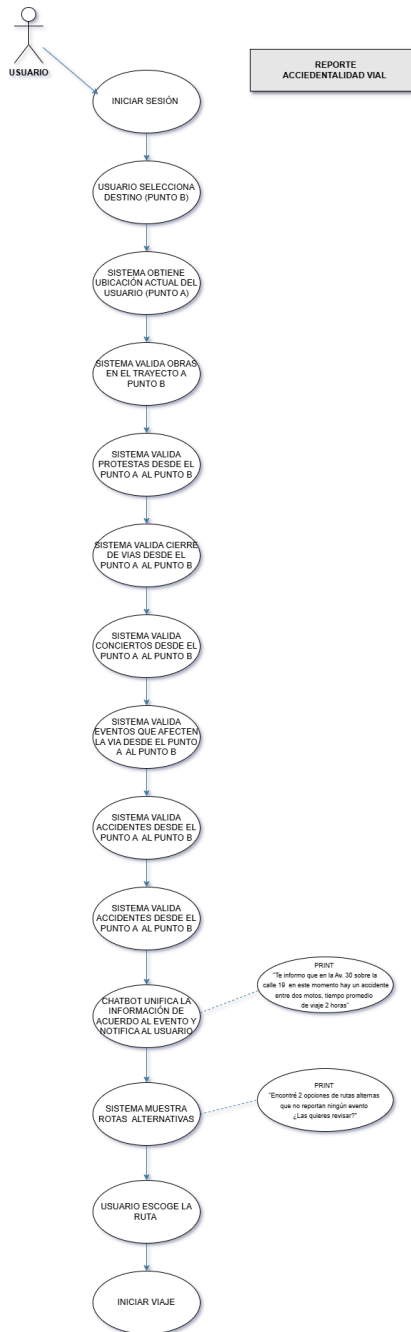 USUARIO
REPORTE
ACCIEDENTALIDAD VIAL
INICIAR SESIÓN
USUARIO SELECCIONA
DESTINO (PUNTO B)
SISTEMA OBTIENE
UBICACIÓN ACTUAL DEL
USUARIO (PUNTO A)
SISTEMA VALIDA OBRAS
EN EL TRAYECTO A
PUNTO B
SISTEMA VALIDA
PROTESTAS DESDE EL
PUNTO A AL PUNTO B
SISTEMA VALIDA CIERRE
DE VIAS DESDE EL
PUNTO A AL PUNTO B
SISTEMA VALIDA
CONCIERTOS DESDE EL
PUNTO A AL PUNTO B
SISTEMA VALIDA
EVENTOS QUE AFECTEN
LA VIA DESDE EL PUNTO
A AL PUNTO B
SISTEMA VALIDA
ACCIDENTES DESDE EL
PUNTO A AL PUNTO B
SISTEMA VALIDA
ACCIDENTES DESDE EL
PUNTO A AL PUNTO B
CHATBOT UNIFICA LA
INFORMACIÓN DE
ACUERDO AL EVENTO Y
NOTIFICA AL USUARIO
PRINT
"Te informo que en la Av. 30 sobre la
calle 19 en este momento hay un accidente
entre dos motos, tiempo promedio
de viaje 2 horas"
SISTEMA MUESTRA
ROTAS ALTERNATIVAS
PRINT
"Encontré 2 opciones de rutas alternas
que no reportan ningún evento
¿Las quieres revisar?"
USUARIO ESCOGE LA
RUTA
INICIAR VIAJE